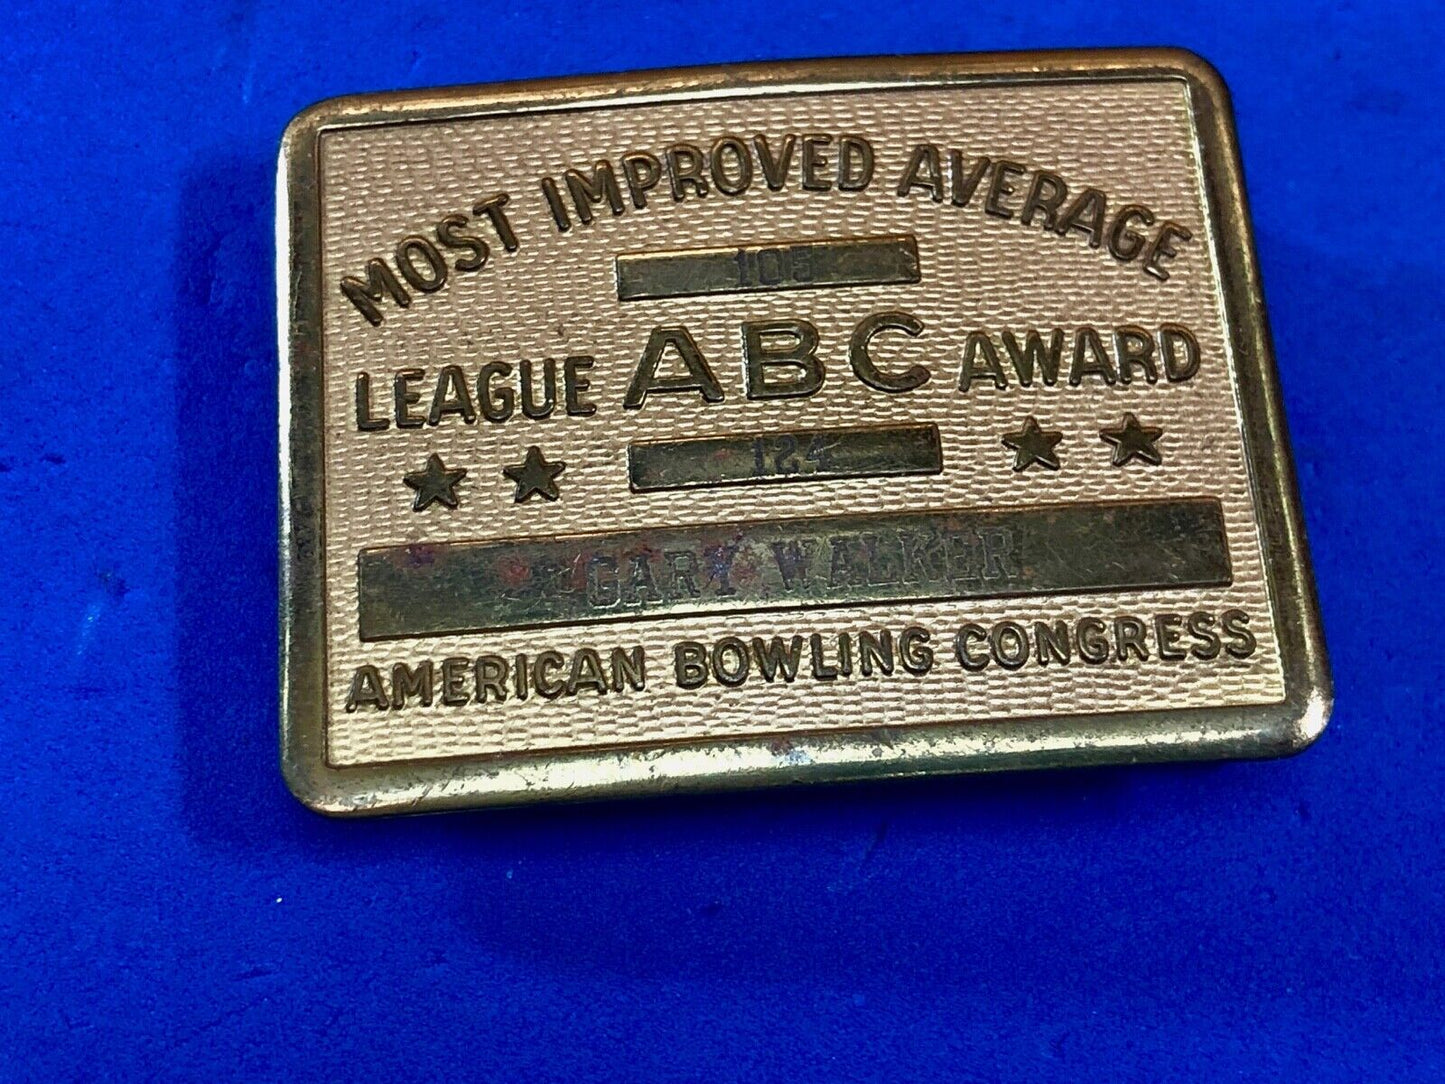 MOST IMPROVED AVERAGE
105
LEAGUE ABC AWARD
124
GARY WALKER
AMERICAN BOWLING CONGRESS